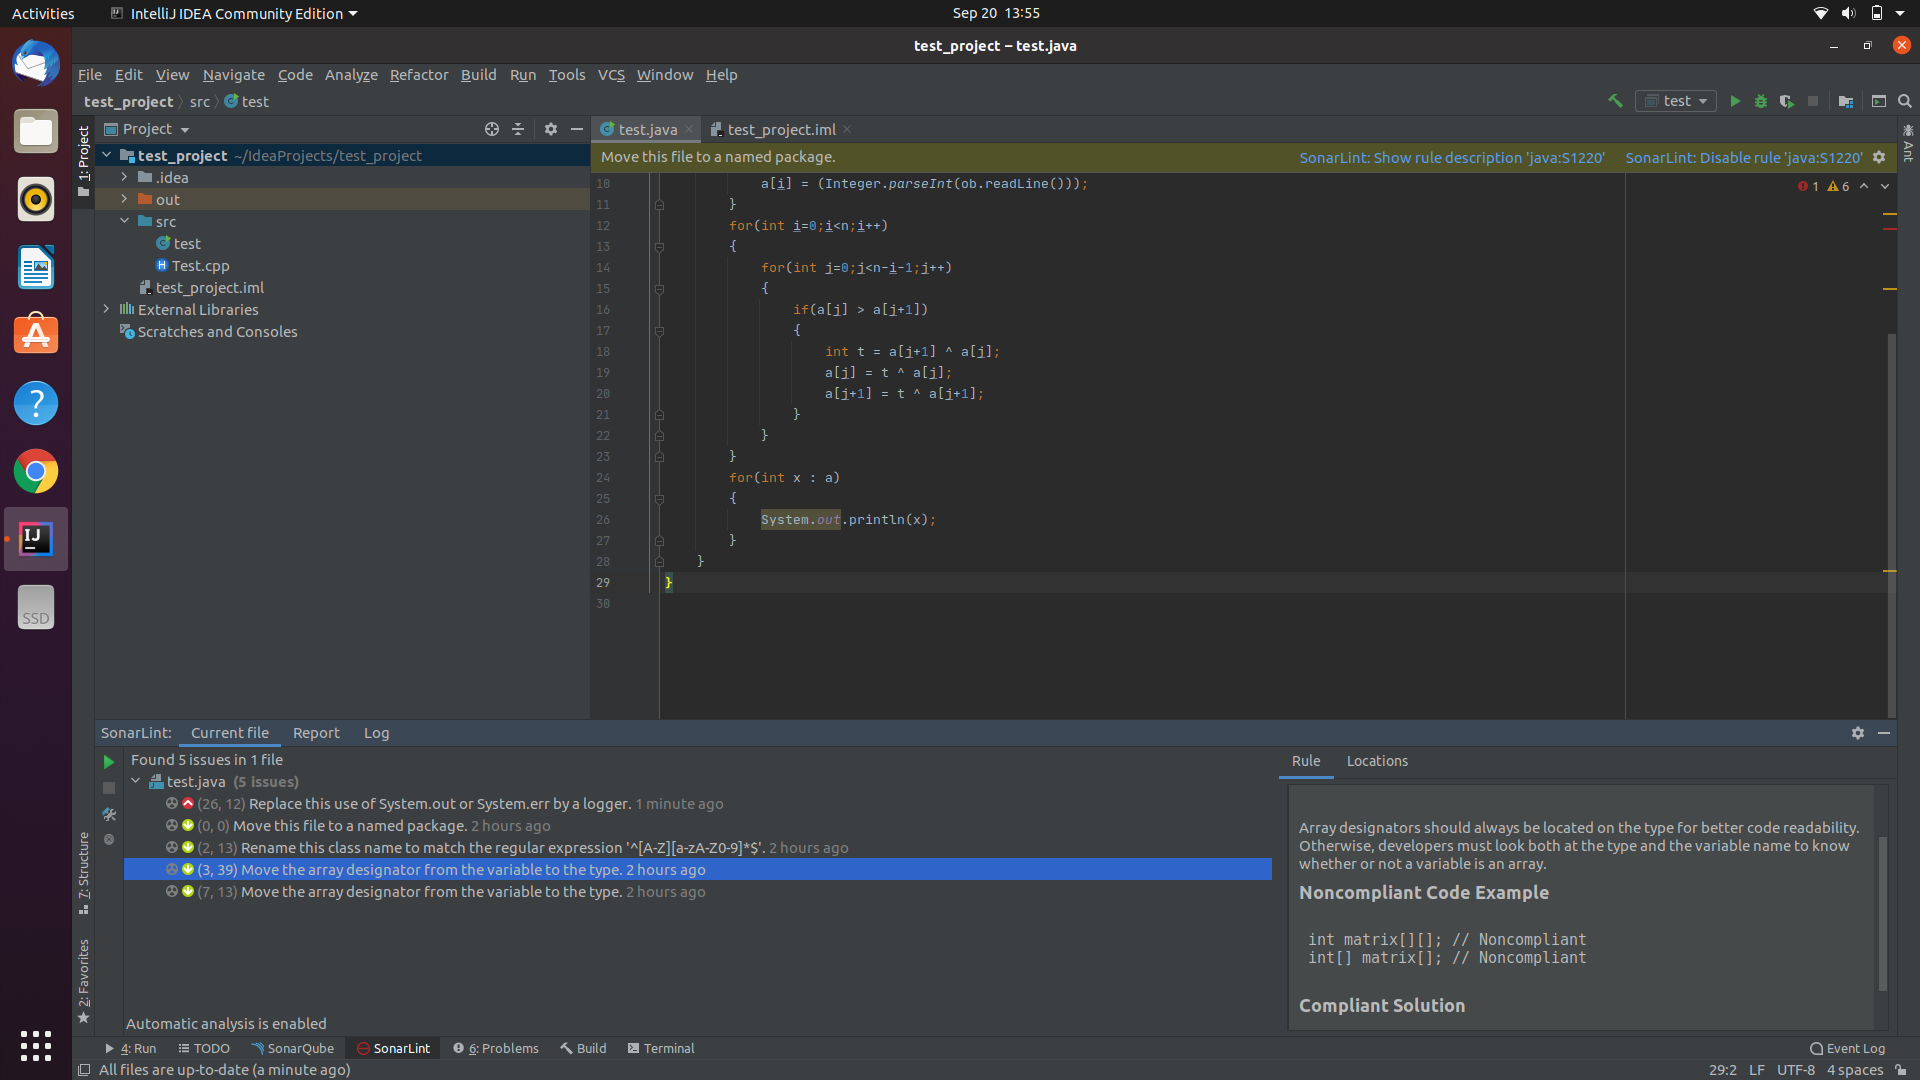 Activities IntelliJ IDEA Community Edition Sep 20 13:55
test_project – test.java
File Edit View Navigate Code Analyze Refactor Build Run Tools VCS Window Help
test_project src test test
1: Project
Project
test.java test_project.iml
Ant
test_project ~/IdeaProjects/test_project
.idea
out
src
test
Test.cpp
test_project.iml
External Libraries
Scratches and Consoles
Move this file to a named package. SonarLint: Show rule description 'java:S1220' SonarLint: Disable rule 'java:S1220'
1 6
10 a[i] = (Integer.parseInt(ob.readLine()));
11 }
12 for(int i=0;i<n;i++)
13 {
14 for(int j=0;j<n-i-1;j++)
15 {
16 if(a[j] > a[j+1])
17 {
18 int t = a[j+1] ^ a[j];
19 a[j] = t ^ a[j];
20 a[j+1] = t ^ a[j+1];
21 }
22 }
23 }
24 for(int x : a)
25 {
26 System.out.println(x);
27 }
28 }
29 }
30
IJ
SSD
SonarLint: Current file Report Log
Found 5 issues in 1 file
test.java (5 issues)
(26, 12) Replace this use of System.out or System.err by a logger. 1 minute ago
(0, 0) Move this file to a named package. 2 hours ago
(2, 13) Rename this class name to match the regular expression '^[A-Z][a-zA-Z0-9]*$'. 2 hours ago
(3, 39) Move the array designator from the variable to the type. 2 hours ago
(7, 13) Move the array designator from the variable to the type. 2 hours ago
Automatic analysis is enabled
7: Structure
2: Favorites
Rule Locations
Array designators should always be located on the type for better code readability.
Otherwise, developers must look both at the type and the variable name to know
whether or not a variable is an array.
Noncompliant Code Example
int matrix[][]; // Noncompliant
int[] matrix[]; // Noncompliant
Compliant Solution
4: Run TODO SonarQube SonarLint 6: Problems Build Terminal Event Log
All files are up-to-date (a minute ago) 29:2 LF UTF-8 4 spaces